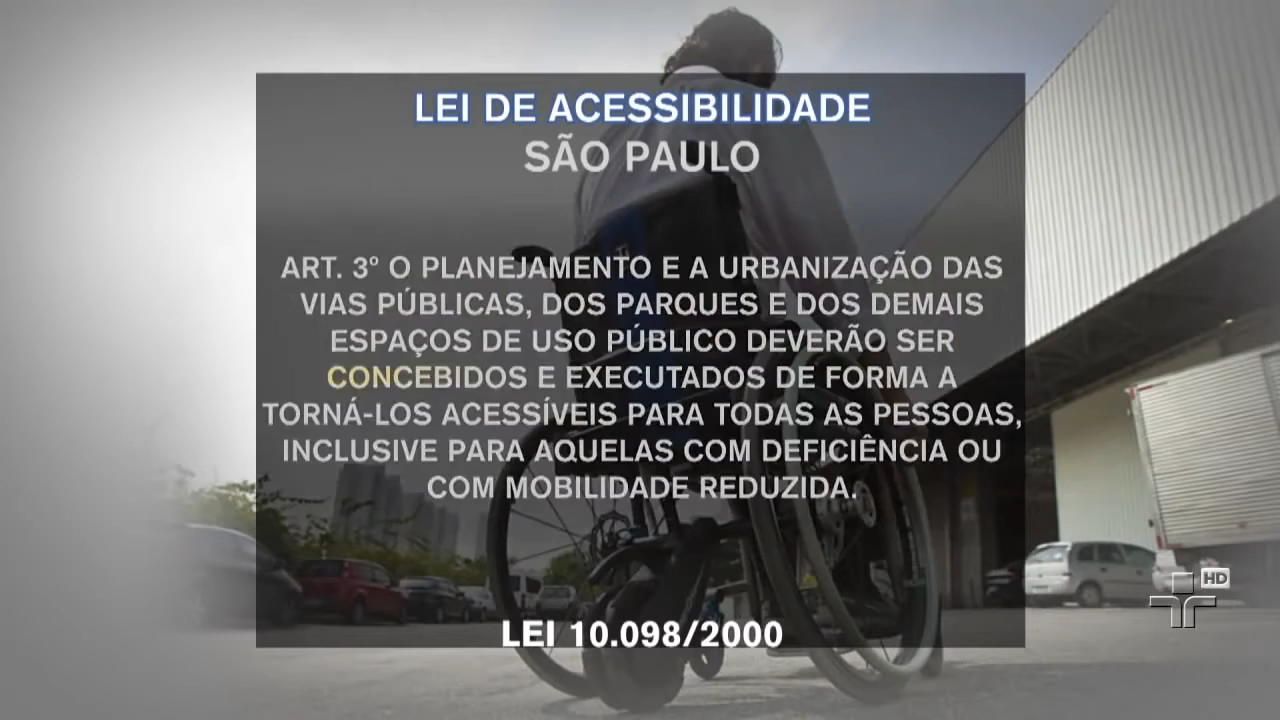 LEI DE ACESSIBILIDADE
SÃO PAULO
ART. 3º O PLANEJAMENTO E A URBANIZAÇÃO DAS
VIAS PÚBLICAS, DOS PARQUES E DOS DEMAIS
ESPAÇOS DE USO PÚBLICO DEVERÃO SER
CONCEBIDOS E EXECUTADOS DE FORMA A
TORNÁ-LOS ACESSÍVEIS PARA TODAS AS PESSOAS,
INCLUSIVE PARA AQUELAS COM DEFICIÊNCIA OU
COM MOBILIDADE REDUZIDA.
LEI 10.098/2000
HD